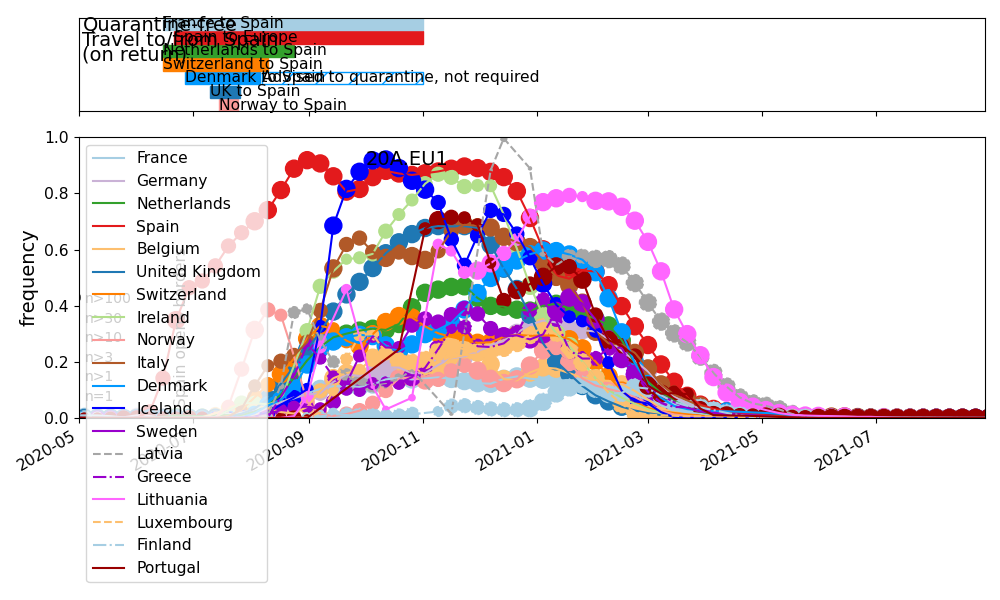 Quarantine-free
Travel to/from Spain
(on return)
France to Spain
Spain to Europe
Netherlands to Spain
Switzerland to Spain
Denmark to Spain
Advised to quarantine, not required
UK to Spain
Norway to Spain
20A.EU1
1.0
0.8
0.6
0.4
0.2
0.0
frequency
France
Germany
Netherlands
Spain
Belgium
United Kingdom
Switzerland
Ireland
Norway
Italy
Denmark
Iceland
Sweden
Latvia
Greece
Lithuania
Luxembourg
Finland
Portugal
n>100
n>30
n>10
n>3
n>1
n=1
Spain opens borders
2020-05
2020-07
2020-09
2020-11
2021-01
2021-03
2021-05
2021-07